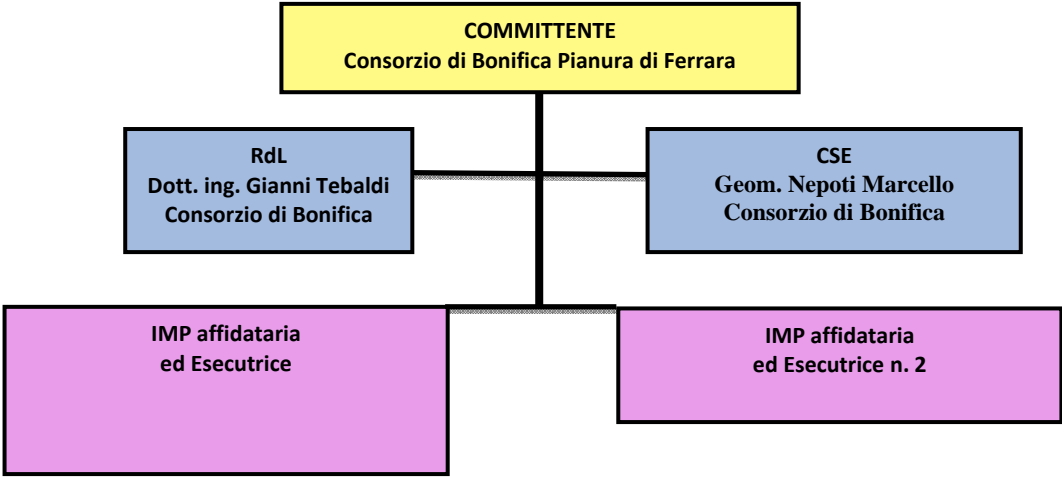 COMMITTENTE
Consorzio di Bonifica Pianura di Ferrara
RdL
Dott. ing. Gianni Tebaldi
Consorzio di Bonifica
CSE
Geom. Nepoti Marcello
Consorzio di Bonifica
IMP affidataria
ed Esecutrice
IMP affidataria
ed Esecutrice n. 2